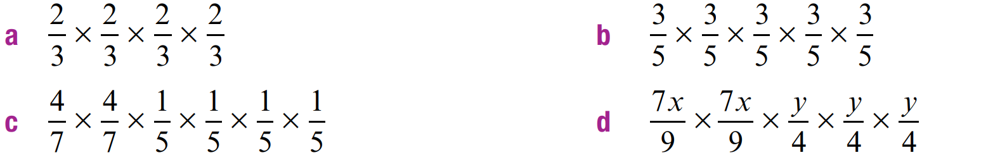 a 2/3 × 2/3 × 2/3 × 2/3
b 3/5 × 3/5 × 3/5 × 3/5 × 3/5
c 4/7 × 4/7 × 1/5 × 1/5 × 1/5 × 1/5
d 7x/9 × 7x/9 × y/4 × y/4 × y/4